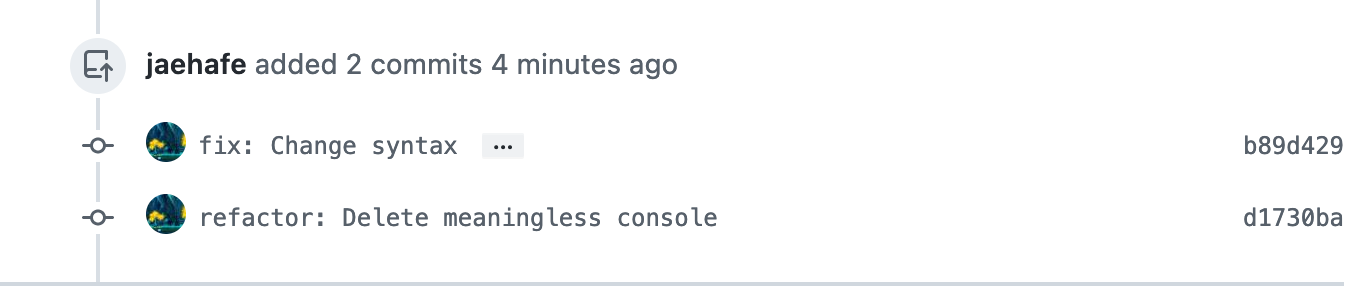 jaehafe added 2 commits 4 minutes ago
fix: Change syntax ... b89d429
refactor: Delete meaningless console d1730ba